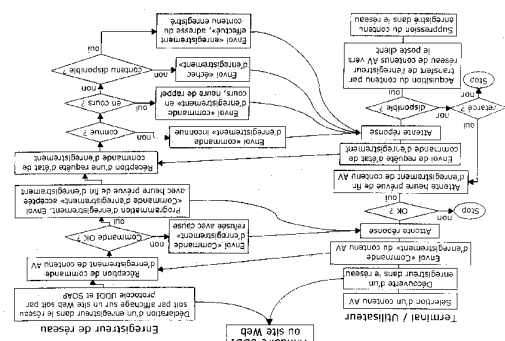 Annuaire UDDI
ou site Web
Terminal / Utilisateur
Enregistreur de réseau
Sélection d'un contenu AV
Déclaration d'un enregistreur dans le réseau
soit par affichage sur un site web soit par
protocole UDDI et SOAP
Découverte d'un
enregistreur dans le réseau
Envoi «Commande
d'enregistrement» du contenu AV
Réception de commande
d'enregistrement de contenu AV
Attente réponse
Envoi «Commande
d'enregistrement»
refusée avec cause
non
Commande OK ?
Stop
non
OK ?
oui
oui
Programmation d'enregistrement. Envoi
«Commande d'enregistrement» acceptée
avec heure prévue de fin d'enregistrement
Attente heure prévue de fin
d'enregistrement de contenu AV
Envoi de requête d'état de
commande d'enregistrement
Réception d'une requête d'état de
commande d'enregistrement
Attente réponse
Envoi commande
d'enregistrement» inconnue
non
connue ?
oui
oui
retardé ?
non
disponible ?
Envoi commande
d'enregistrement» en
cours, heure de rappel
oui
en cours ?
non
Stop
non
oui
Envoi «échec»
d'enregistrement»
non
contenu disponible ?
oui
Acquisition du contenu par
transfert de l'enregistreur
réseau de contenus AV vers
le poste client
Envoi «enregistrement
effectué», adresse du
contenu enregistré
Suppression du contenu
enregistré dans le réseau